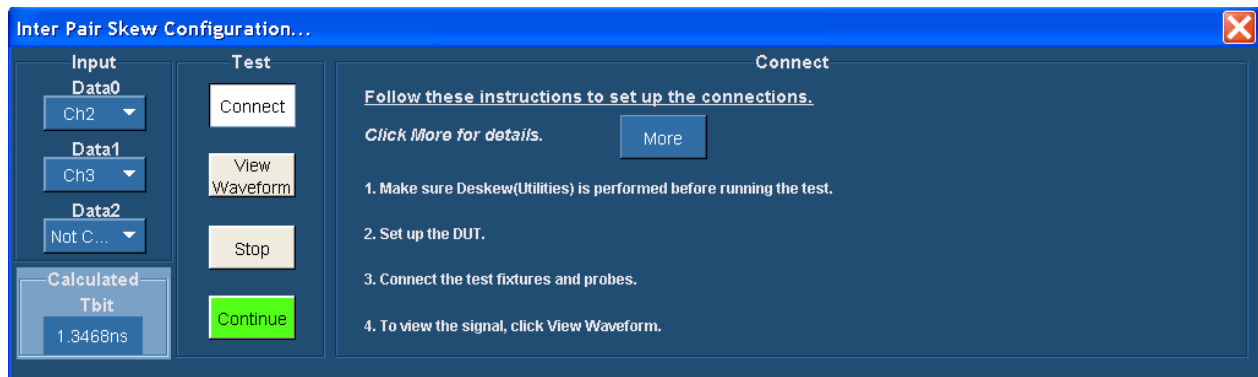 Inter Pair Skew Configuration...
Input
Data0
Ch2
Data1
Ch3
Data2
Not C...
Calculated
Tbit
1.3468ns
Test
Connect
View
Waveform
Stop
Continue
Connect
Follow these instructions to set up the connections.
Click More for details.
More
1. Make sure Deskew(Utilities) is performed before running the test.
2. Set up the DUT.
3. Connect the test fixtures and probes.
4. To view the signal, click View Waveform.